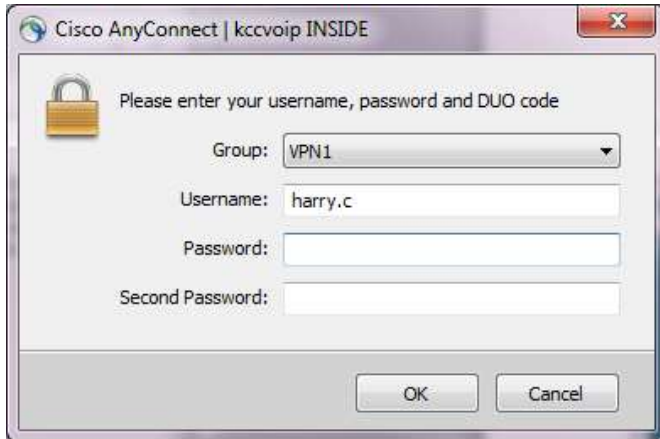 Cisco AnyConnect | kccvoip INSIDE
Please enter your username, password and DUO code
Group: VPN1
Username: harry.c
Password:
Second Password:
OK Cancel